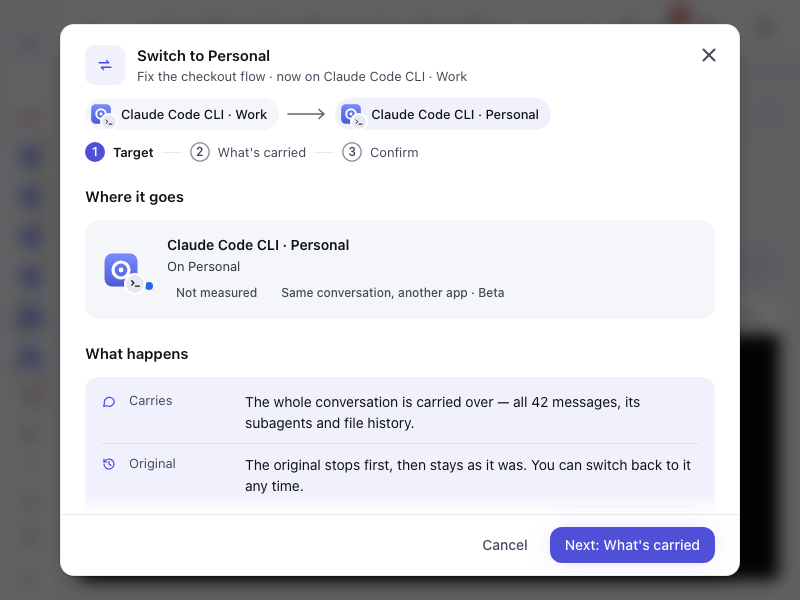 Switch to Personal
Fix the checkout flow · now on Claude Code CLI · Work
Claude Code CLI · Work
Claude Code CLI · Personal
1 Target
2 What's carried
3 Confirm
Where it goes
Claude Code CLI · Personal
On Personal
Not measured
Same conversation, another app · Beta
What happens
Carries
The whole conversation is carried over — all 42 messages, its
subagents and file history.
Original
The original stops first, then stays as it was. You can switch back to it
any time.
Cancel
Next: What's carried